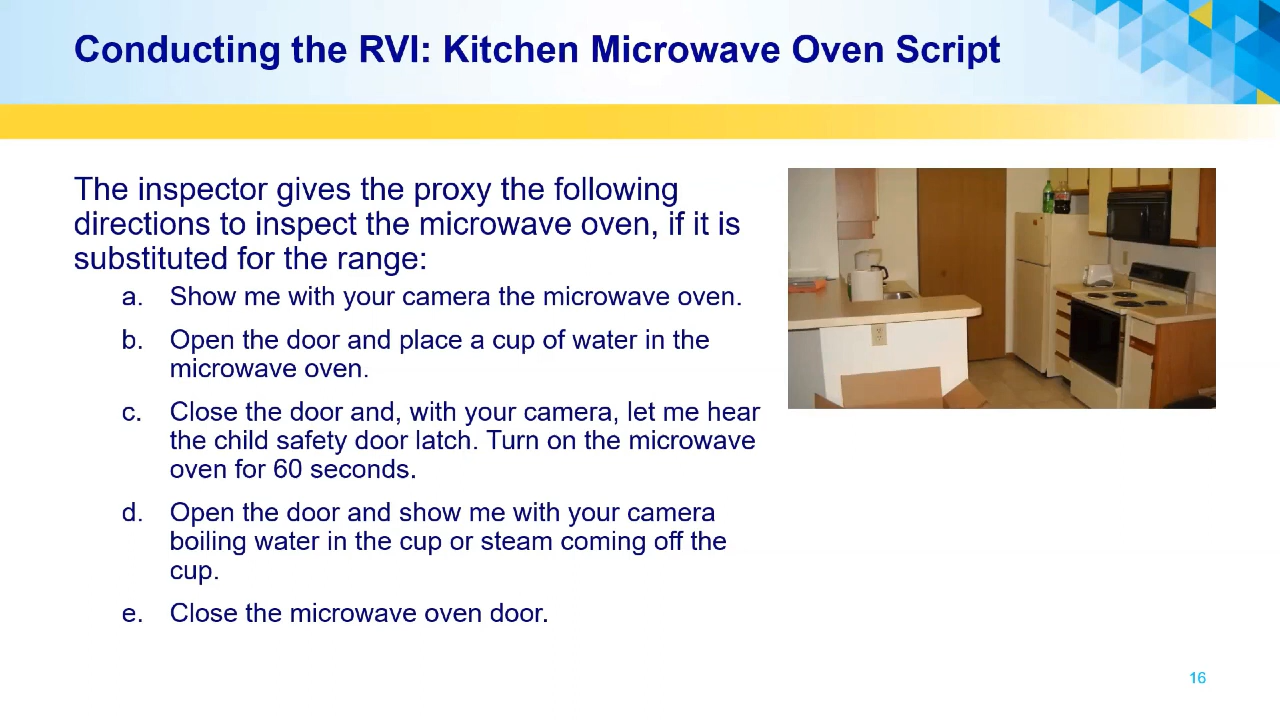 Conducting the RVI: Kitchen Microwave Oven Script
The inspector gives the proxy the following
directions to inspect the microwave oven, if it is
substituted for the range:
a. Show me with your camera the microwave oven.
b. Open the door and place a cup of water in the
microwave oven.
c. Close the door and, with your camera, let me hear
the child safety door latch. Turn on the microwave
oven for 60 seconds.
d. Open the door and show me with your camera
boiling water in the cup or steam coming off the
cup.
e. Close the microwave oven door.
16